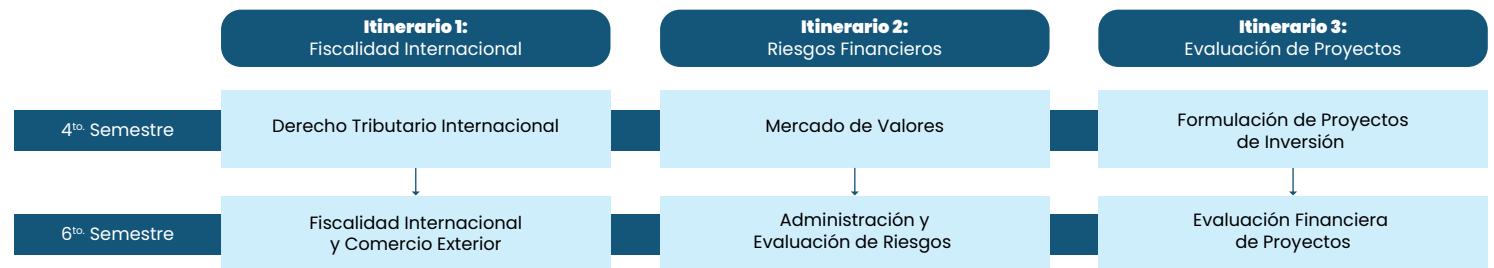 Itinerario 1:
Fiscalidad Internacional
Itinerario 2:
Riesgos Financieros
Itinerario 3:
Evaluación de Proyectos
4to. Semestre
Derecho Tributario Internacional
Mercado de Valores
Formulación de Proyectos
de Inversión
6to. Semestre
Fiscalidad Internacional
y Comercio Exterior
Administración y
Evaluación de Riesgos
Evaluación Financiera
de Proyectos